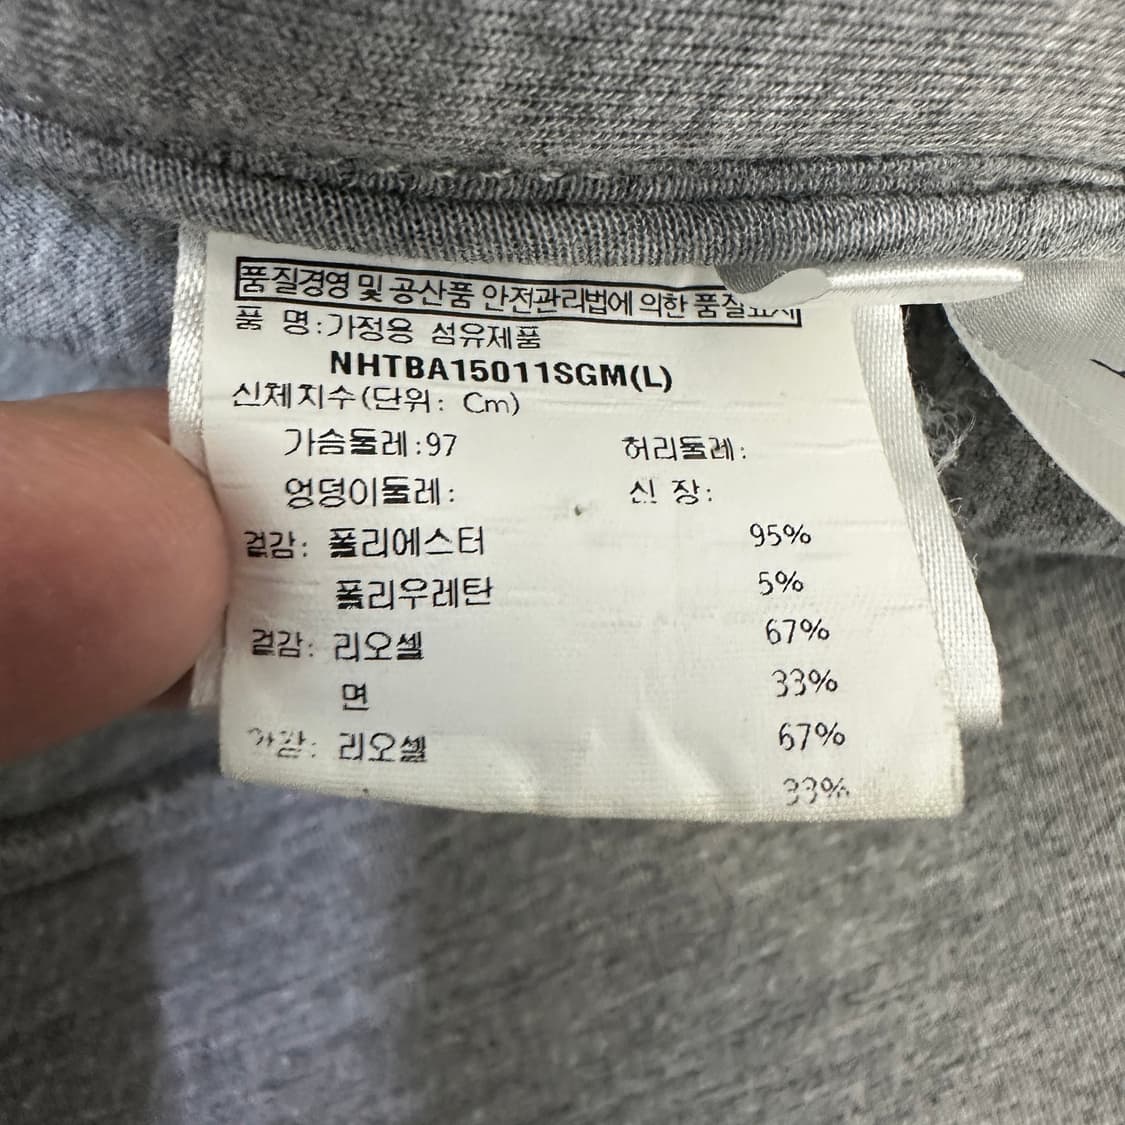 품질경영 및 공산품 안전관리법에 의한 품질표시
품 명:가정용 섬유제품
NHTBA15011SGM(L)
신체치수(단위: Cm)
가슴둘레:97 허리둘레:
엉덩이둘레: 신 장:
겉감: 폴리에스터 95%
폴리우레탄 5%
겉감: 리오셀 67%
면 33%
리오셀 67%
33%